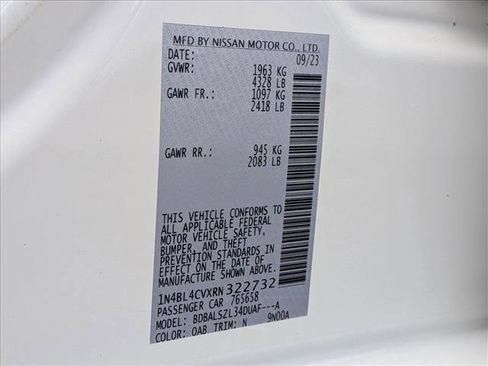 MFD BY NISSAN MOTOR CO., LTD.
DATE: 09/23
GVWR: 1963 KG
4328 LB
GAWR FR.: 1097 KG
2418 LB
GAWR RR.: 945 KG
2083 LB
THIS VEHICLE CONFORMS TO
ALL APPLICABLE FEDERAL
MOTOR VEHICLE SAFETY,
BUMPER, AND THEFT
PREVENTION STANDARDS IN
EFFECT ON THE DATE OF
MANUFACTURE SHOWN ABOVE.
1N4BL4CVXRN322732
PASSENGER CAR 765658
MODEL: BDBALSZL34DUAF---A
COLOR: QAB TRIM: N 9N00A